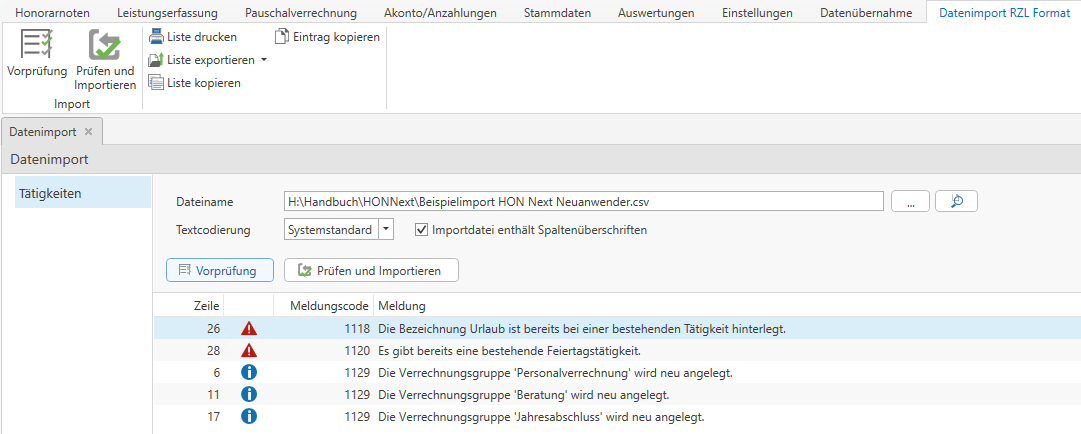 Honorarnoten Leistungserfassung Pauschalverrechnung Akonto/Anzahlungen Stammdaten Auswertungen Einstellungen Datenübernahme Datenimport RZL Format
Vorprüfung
Prüfen und
Importieren
Import
Liste drucken
Liste exportieren
Liste kopieren
Eintrag kopieren
Datenimport
Datenimport
Tätigkeiten
Dateiname H:\Handbuch\HONNext\Beispielimport HON Next Neuanwender.csv ...
Textcodierung Systemstandard Importdatei enthält Spaltenüberschriften
Vorprüfung Prüfen und Importieren
Zeile Meldungscode Meldung
26 1118 Die Bezeichnung Urlaub ist bereits bei einer bestehenden Tätigkeit hinterlegt.
28 1120 Es gibt bereits eine bestehende Feiertagstätigkeit.
6 1129 Die Verrechnungsgruppe 'Personalverrechnung' wird neu angelegt.
11 1129 Die Verrechnungsgruppe 'Beratung' wird neu angelegt.
17 1129 Die Verrechnungsgruppe 'Jahresabschluss' wird neu angelegt.